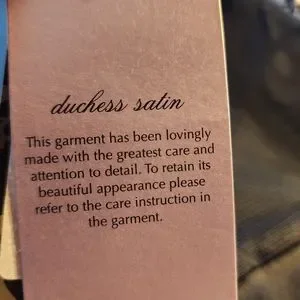 duchess satin
This garment has been lovingly
made with the greatest care and
attention to detail. To retain its
beautiful appearance please
refer to the care instruction in
the garment.